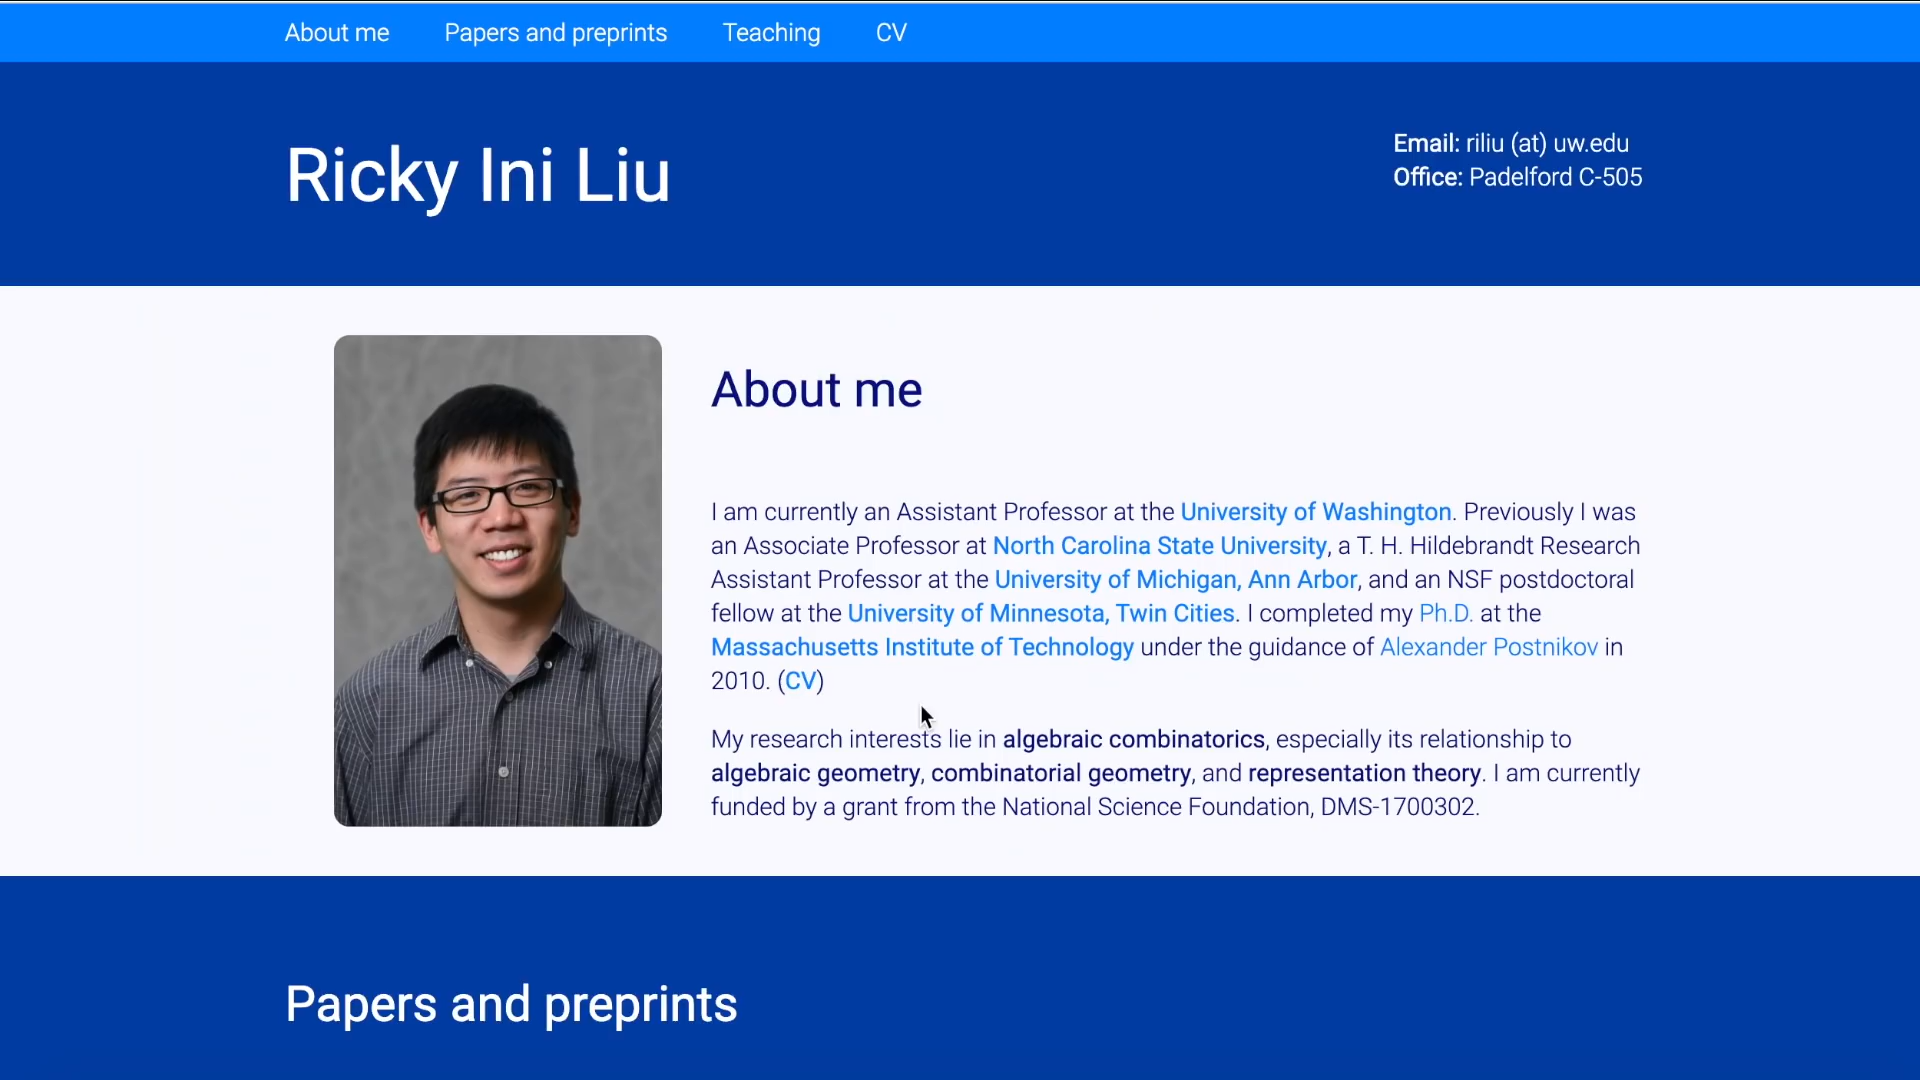 About me Papers and preprints Teaching CV
Ricky Ini Liu
Email: riliu (at) uw.edu
Office: Padelford C-505
About me
I am currently an Assistant Professor at the University of Washington. Previously I was
an Associate Professor at North Carolina State University, a T. H. Hildebrandt Research
Assistant Professor at the University of Michigan, Ann Arbor, and an NSF postdoctoral
fellow at the University of Minnesota, Twin Cities. I completed my Ph.D. at the
Massachusetts Institute of Technology under the guidance of Alexander Postnikov in
2010. (CV)
My research interests lie in algebraic combinatorics, especially its relationship to
algebraic geometry, combinatorial geometry, and representation theory. I am currently
funded by a grant from the National Science Foundation, DMS-1700302.
Papers and preprints